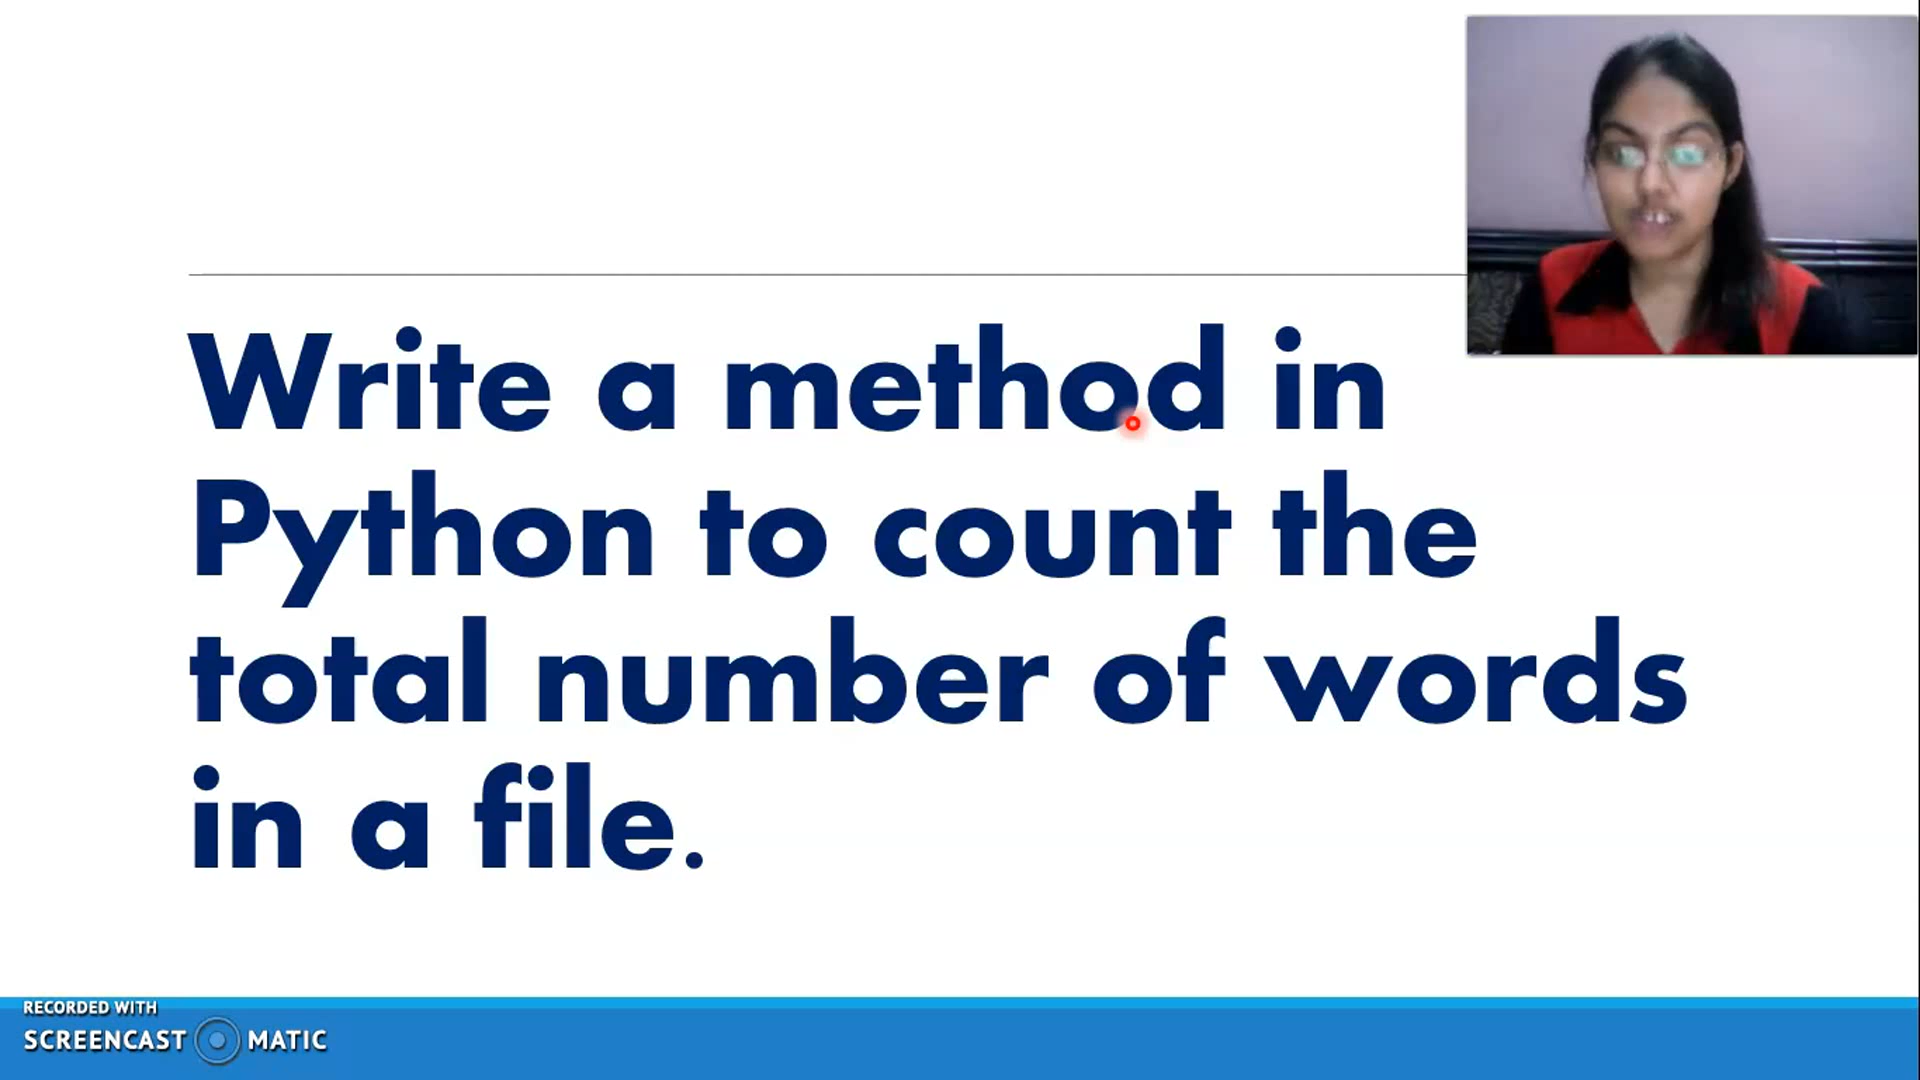 Write a method in
Python to count the
total number of words
in a file.
RECORDED WITH
SCREENCAST MATIC